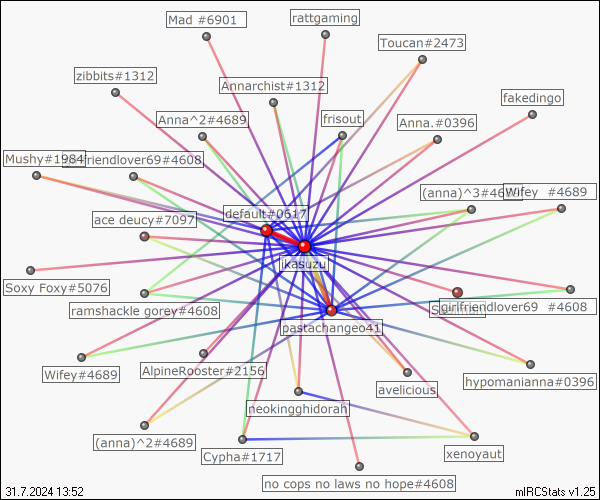 Mad #6901
rattgaming
Toucan#2473
zibbits#1312
Annarchist#1312
fakedingo
Anna^2#4689
frisout
Anna.#0396
Mushy#1984
friendlover69#4608
(anna)^3#46
Wifey #4689
ace deucy#7097
default#0617
ikasuzu
Soxy Foxy#5076
ramshackle gorey#4608
girlfriendlover69 #4608
pastachangeo41
Wifey#4689
AlpineRooster#2156
avelicious
hypomanianna#0396
neokingghidorah
(anna)^2#4689
Cypha#1717
xenoyaut
no cops no laws no hope#4608
31.7.2024 13:52
mIRCStats v1.25